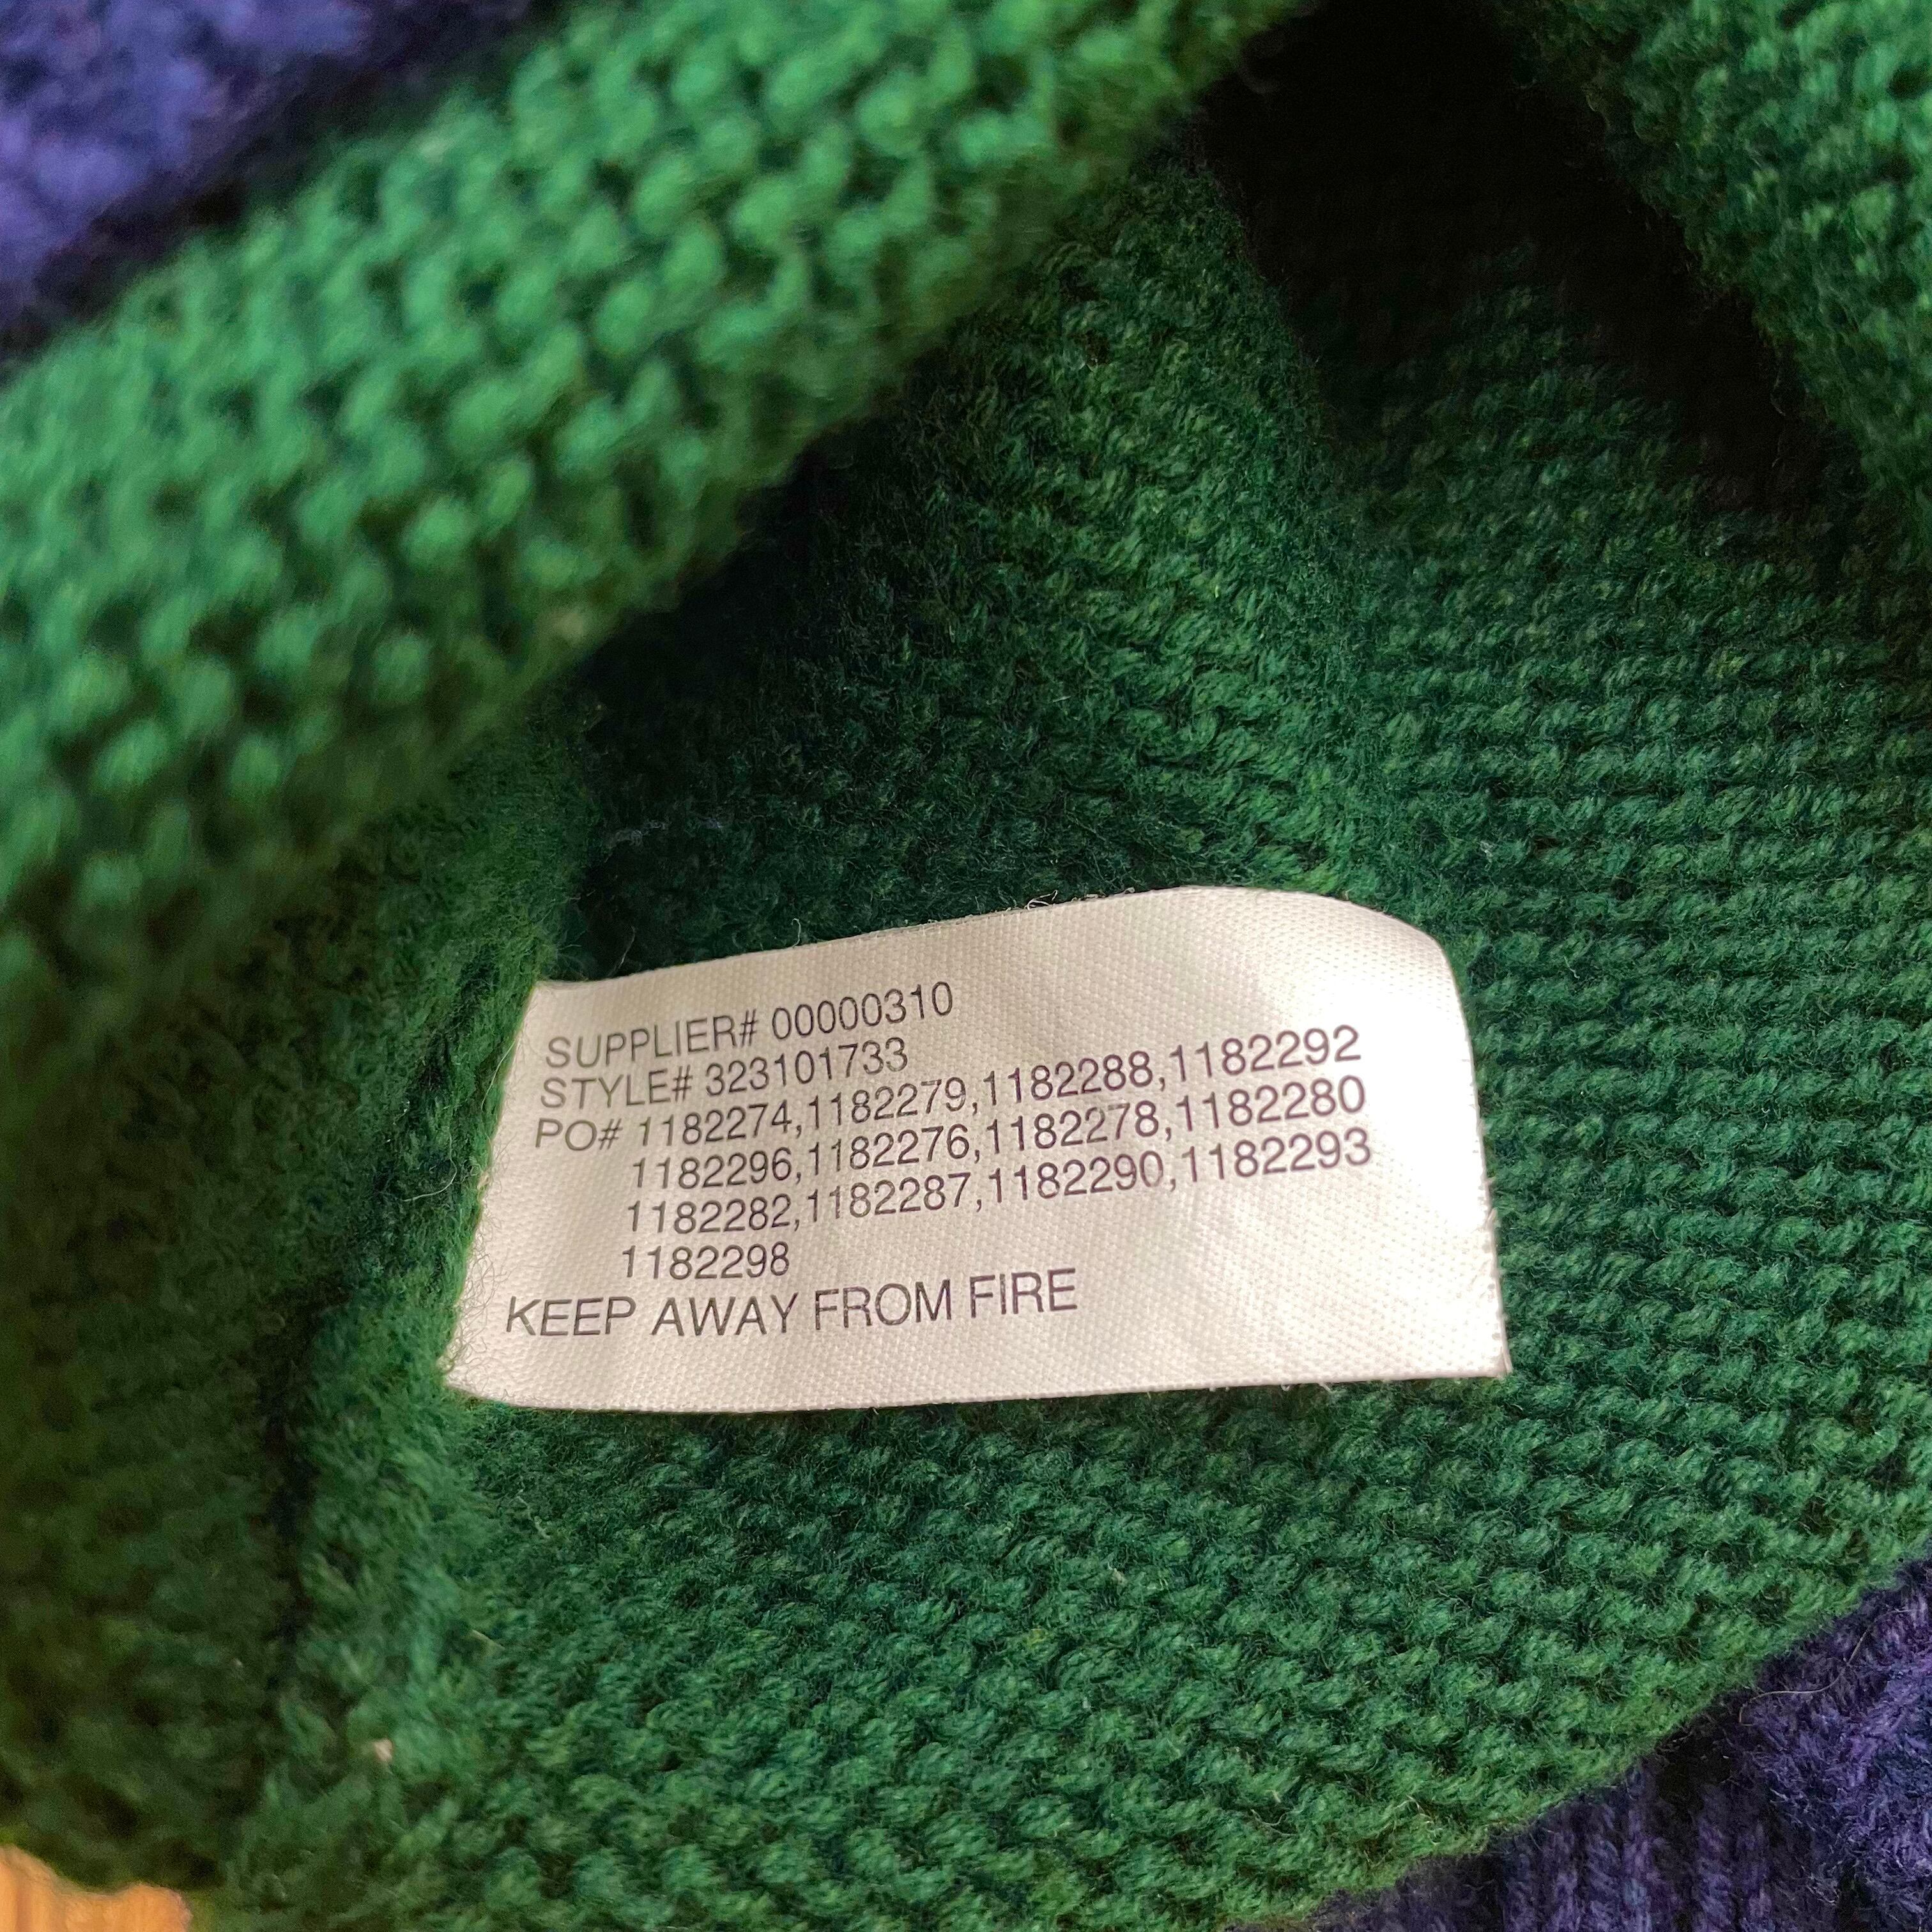 SUPPLIER# 00000310
STYLE# 323101733
PO# 1182274,1182279,1182288,1182292
1182296,1182276,1182278,1182280
1182282,1182287,1182290,1182293
1182298
KEEP AWAY FROM FIRE